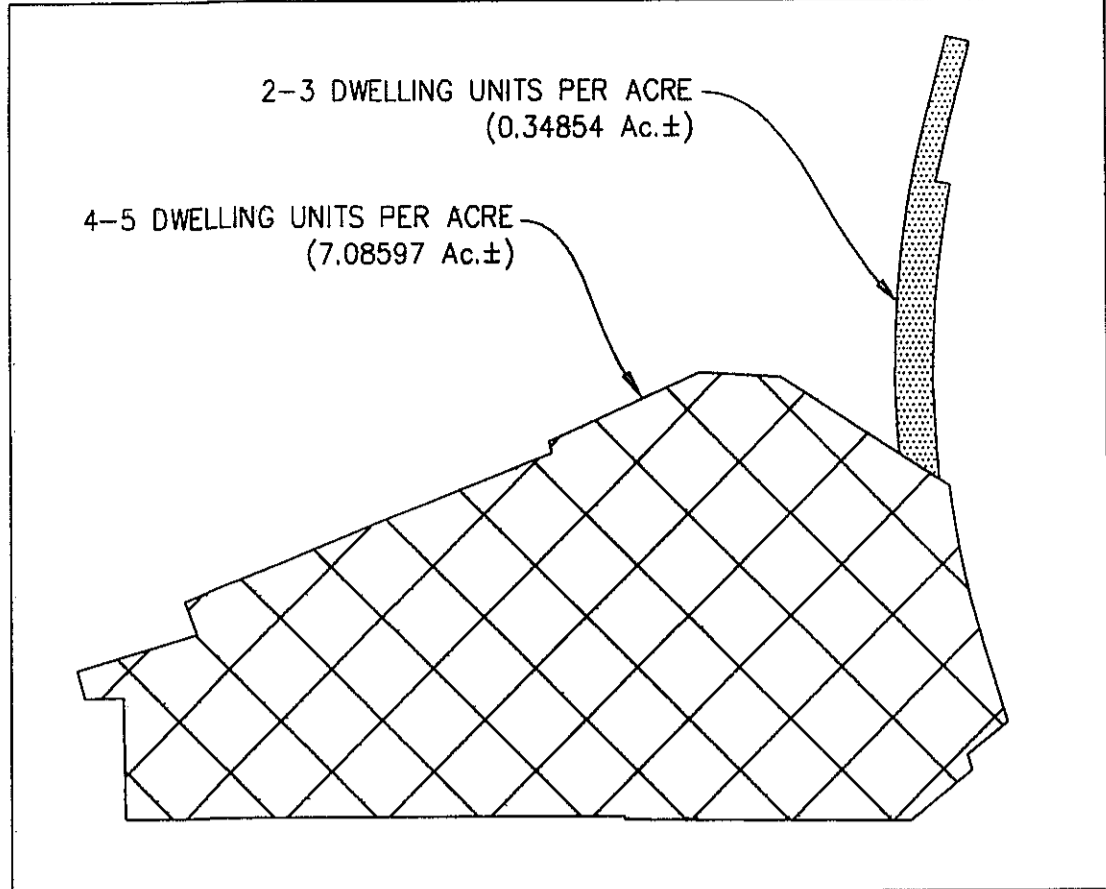 2-3 DWELLING UNITS PER ACRE
(0.34854 Ac.±)
4-5 DWELLING UNITS PER ACRE
(7.08597 Ac.±)